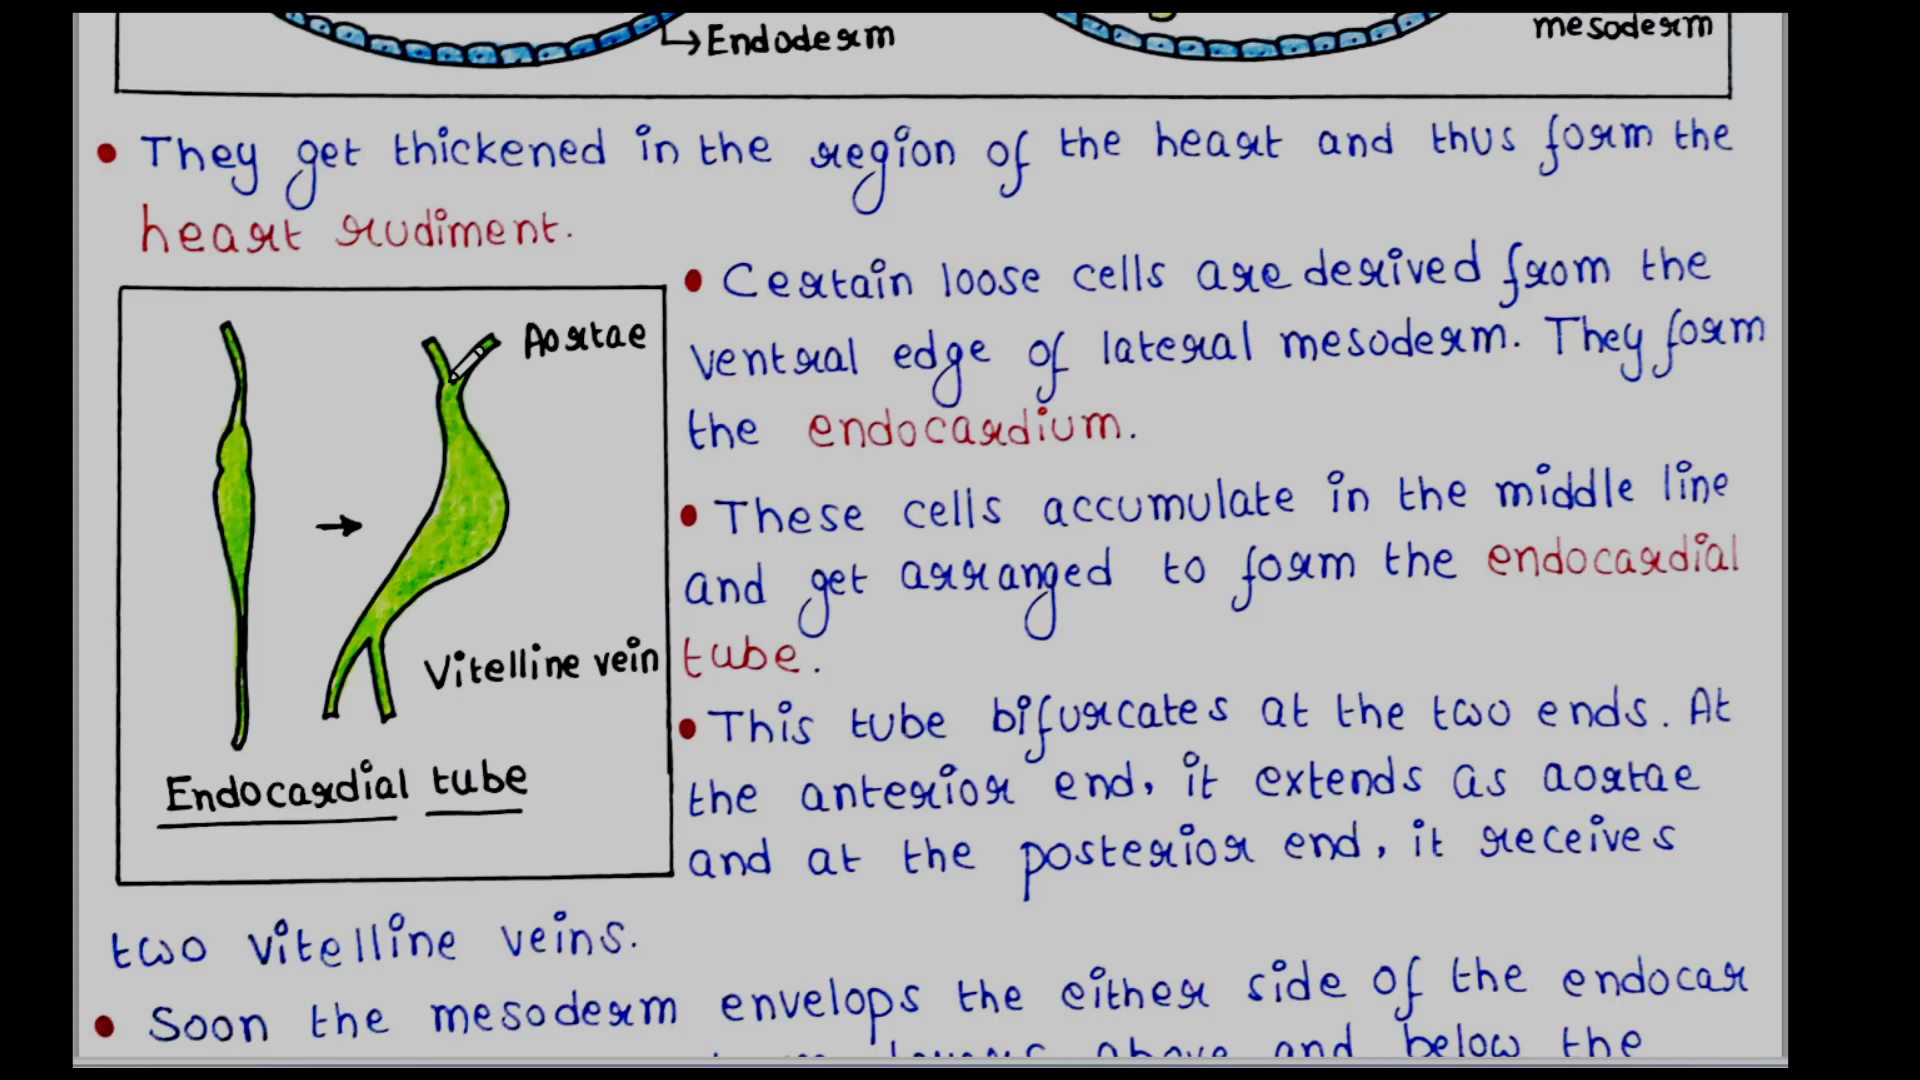 Endoderm
mesoderm
• They get thickened in the region of the heart and thus form the
heart rudiment.
Aortae
Vitelline vein
Endocardial tube
• Certain loose cells are derived from the
ventral edge of lateral mesoderm. They form
the endocardium.
• These cells accumulate in the middle line
and get arranged to form the endocardial
tube.
• This tube bifurcates at the two ends. At
the anterior end, it extends as aortae
and at the posterior end, it receives
two vitelline veins.
• Soon the mesoderm envelops the either side of the endocar
above and below the